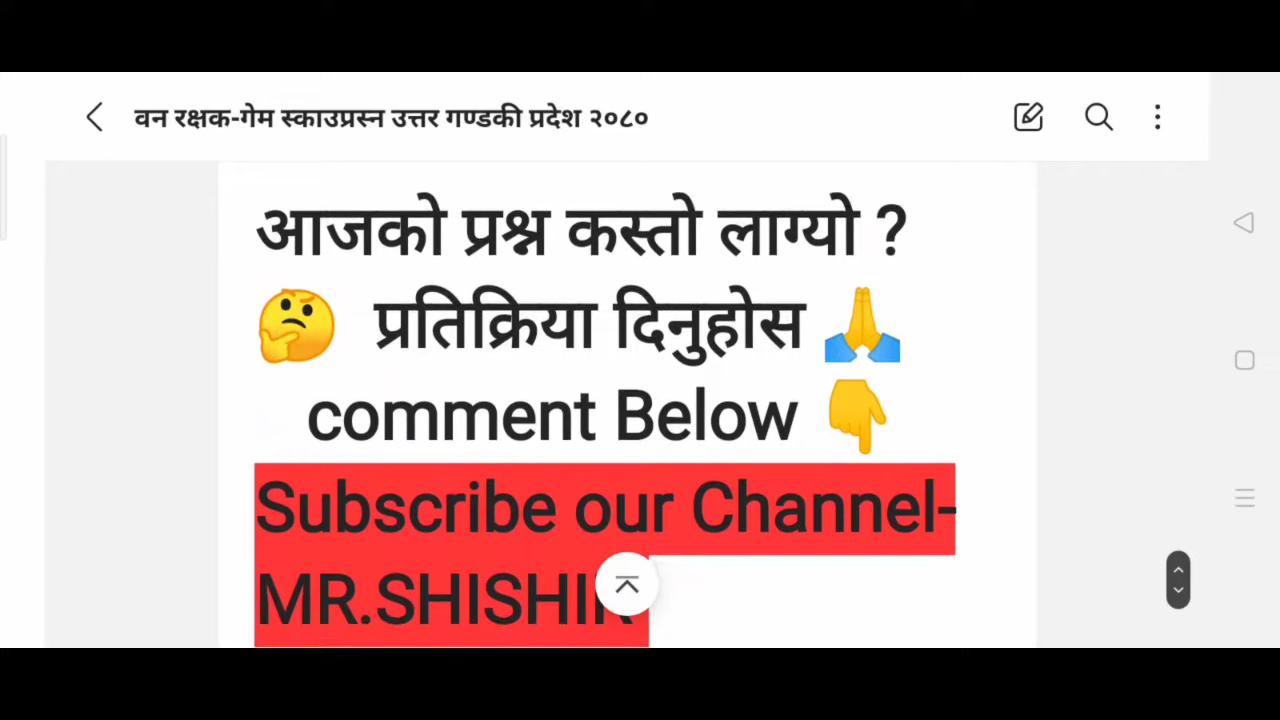 वन रक्षक-गेम स्काउप्रस्न उत्तर गण्डकी प्रदेश २०८०
आजको प्रश्न कस्तो लाग्यो ?
🤔 प्रतिक्रिया दिनुहोस 🙏
comment Below 👇
Subscribe our Channel-
MR.SHISHIR